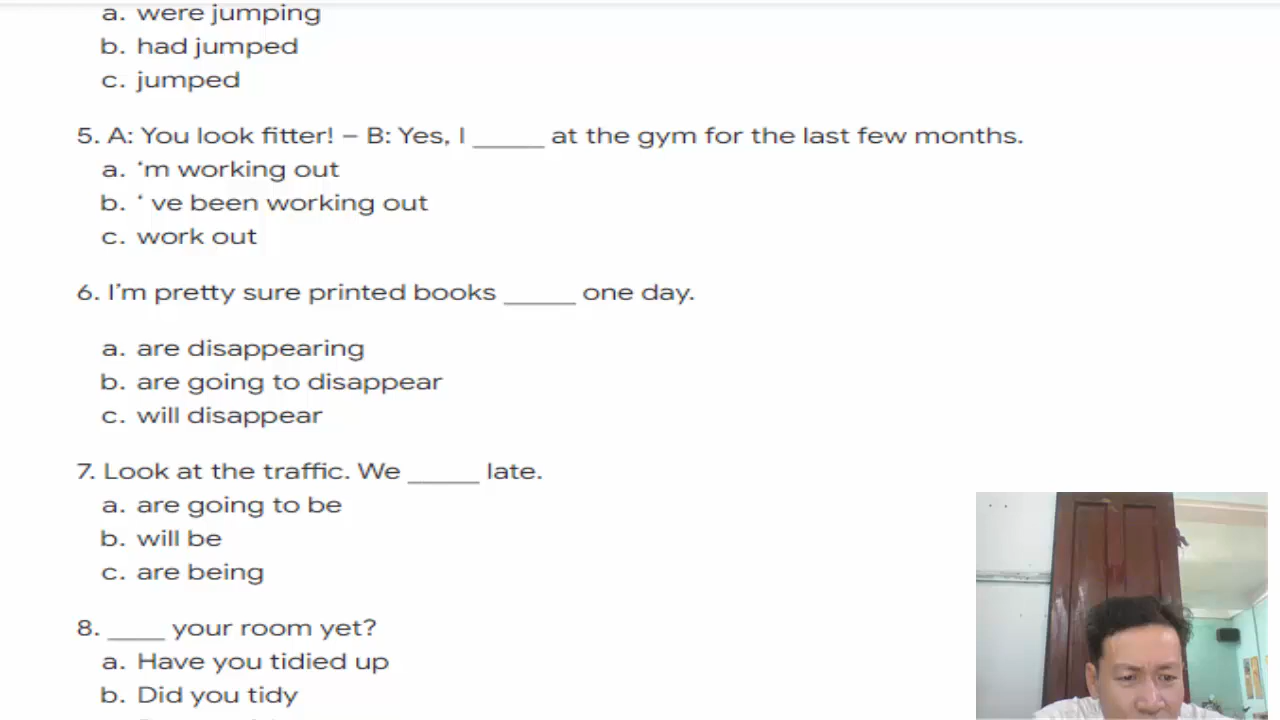 a. were jumping
b. had jumped
c. jumped
5. A: You look fitter! – B: Yes, I _____ at the gym for the last few months.
a. ‘m working out
b. ‘ ve been working out
c. work out
6. I’m pretty sure printed books _____ one day.
a. are disappearing
b. are going to disappear
c. will disappear
7. Look at the traffic. We _____ late.
a. are going to be
b. will be
c. are being
8. ____ your room yet?
a. Have you tidied up
b. Did you tidy